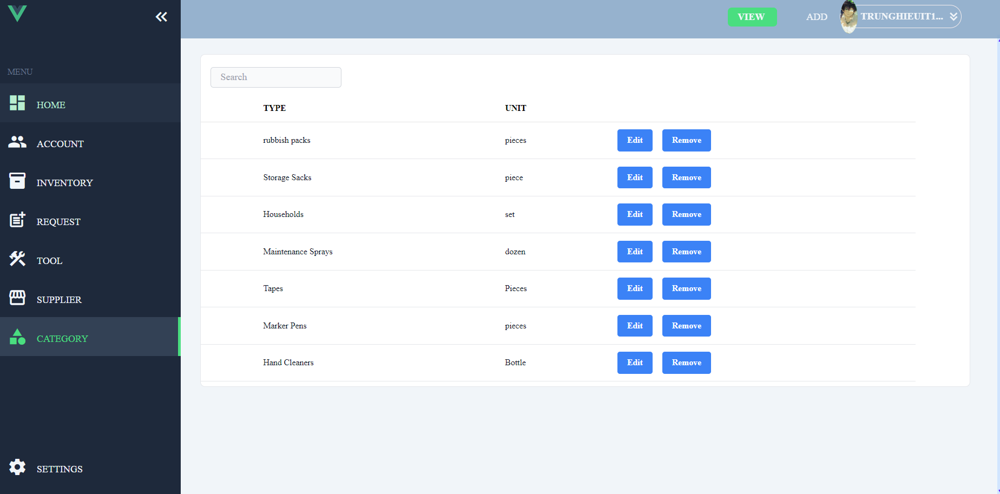 VIEW ADD TRUNGHIEUIT1...
MENU
HOME
ACCOUNT
INVENTORY
REQUEST
TOOL
SUPPLIER
CATEGORY
SETTINGS
Search
TYPE UNIT
rubbish packs pieces Edit Remove
Storage Sacks piece Edit Remove
Households set Edit Remove
Maintenance Sprays dozen Edit Remove
Tapes Pieces Edit Remove
Marker Pens pieces Edit Remove
Hand Cleaners Bottle Edit Remove